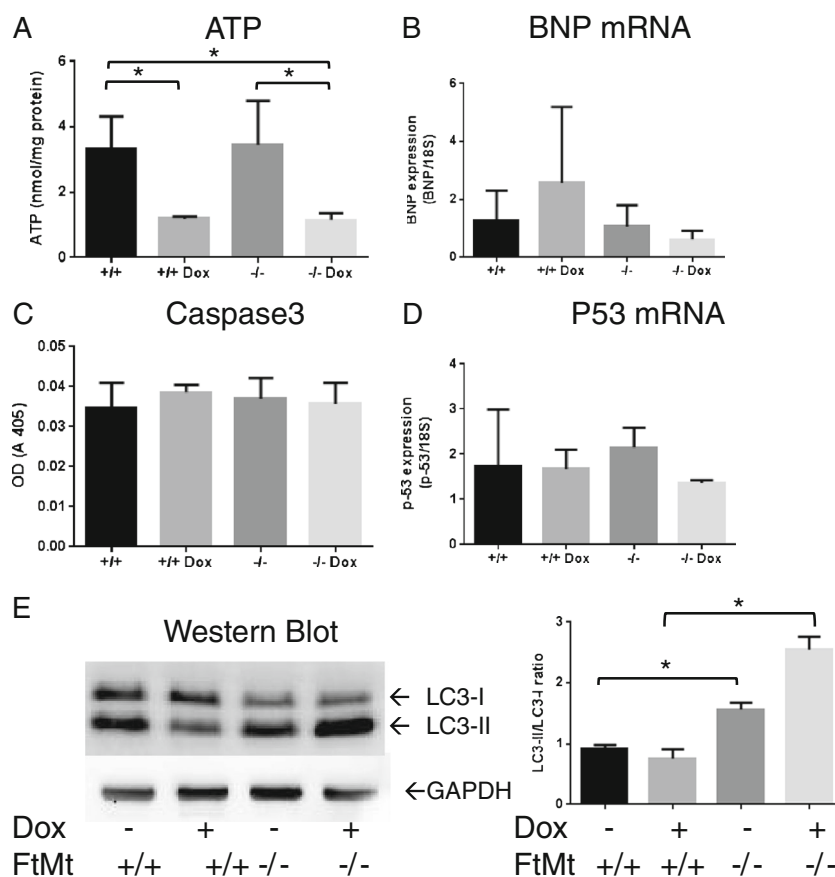 A ATP
* * *
ATP (nmol/mg protein)
6
4
2
0
+/+ +/+ Dox -/- -/- Dox
B BNP mRNA
BNP expression
(BNP/18S)
6
4
2
0
+/+ +/+ Dox -/- -/- Dox
C Caspase3
OD (A 405)
0.05
0.04
0.03
0.02
0.01
0.00
+/+ +/+ Dox -/- -/- Dox
D P53 mRNA
p-53 expression
(p-53/18S)
4
3
2
1
0
+/+ +/+ Dox -/- -/- Dox
E
Western Blot
← LC3-I
← LC3-II
←GAPDH
Dox - + - +
FtMt +/+ +/+ -/- -/-
* *
LC3-II/LC3-I ratio
3
2
1
0
- + - +
+/+ +/+ -/- -/-